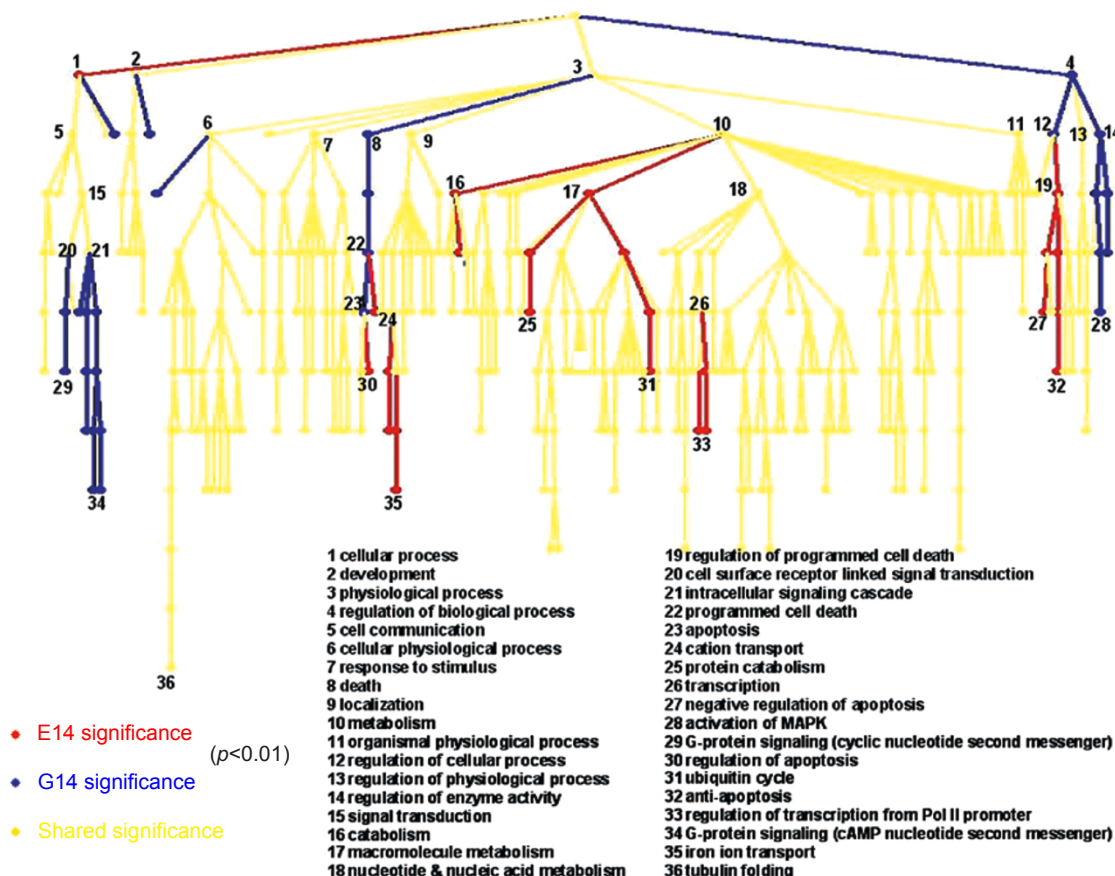 1 2 3 4
5 6 7 8 9 10 11 12 13 14
15 16 17 18 19
20 21 22
23 24 25 26 27 28
29 30 31 32
33
34 35
36
1 cellular process
2 development
3 physiological process
4 regulation of biological process
5 cell communication
6 cellular physiological process
7 response to stimulus
8 death
9 localization
10 metabolism
11 organismal physiological process
12 regulation of cellular process
13 regulation of physiological process
14 regulation of enzyme activity
15 signal transduction
16 catabolism
17 macromolecule metabolism
18 nucleotide & nucleic acid metabolism
19 regulation of programmed cell death
20 cell surface receptor linked signal transduction
21 intracellular signaling cascade
22 programmed cell death
23 apoptosis
24 cation transport
25 protein catabolism
26 transcription
27 negative regulation of apoptosis
28 activation of MAPK
29 G-protein signaling (cyclic nucleotide second messenger)
30 regulation of apoptosis
31 ubiquitin cycle
32 anti-apoptosis
33 regulation of transcription from Pol II promoter
34 G-protein signaling (cAMP nucleotide second messenger)
35 iron ion transport
36 tubulin folding
E14 significance
(p<0.01)
G14 significance
Shared significance